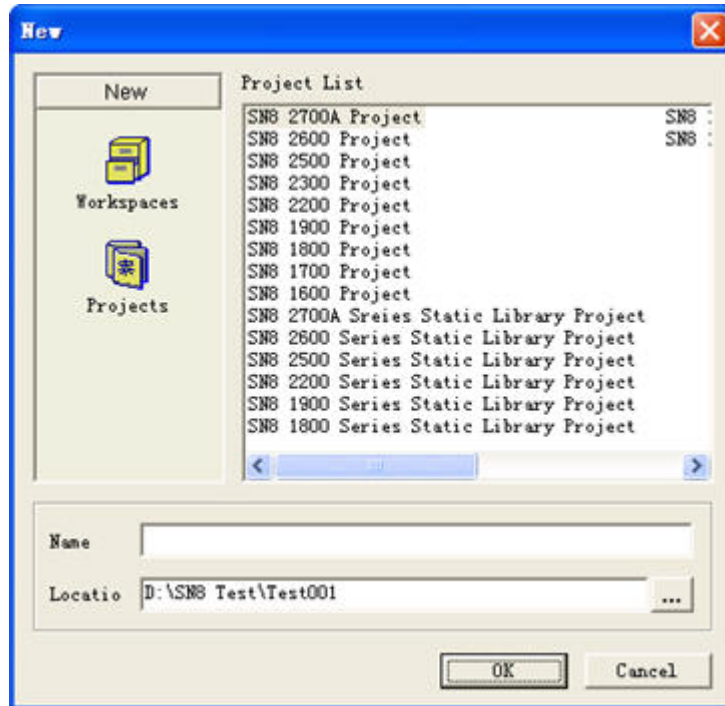 New
New
Workspaces
Projects
Project List
SN8 2700A Project
SN8 2600 Project
SN8 2500 Project
SN8 2300 Project
SN8 2200 Project
SN8 1900 Project
SN8 1800 Project
SN8 1700 Project
SN8 1600 Project
SN8 2700A Sreies Static Library Project
SN8 2600 Series Static Library Project
SN8 2500 Series Static Library Project
SN8 2200 Series Static Library Project
SN8 1900 Series Static Library Project
SN8 1800 Series Static Library Project
SN8
SN8
Name
Locatio D:\SN8 Test\Test001 ...
OK Cancel